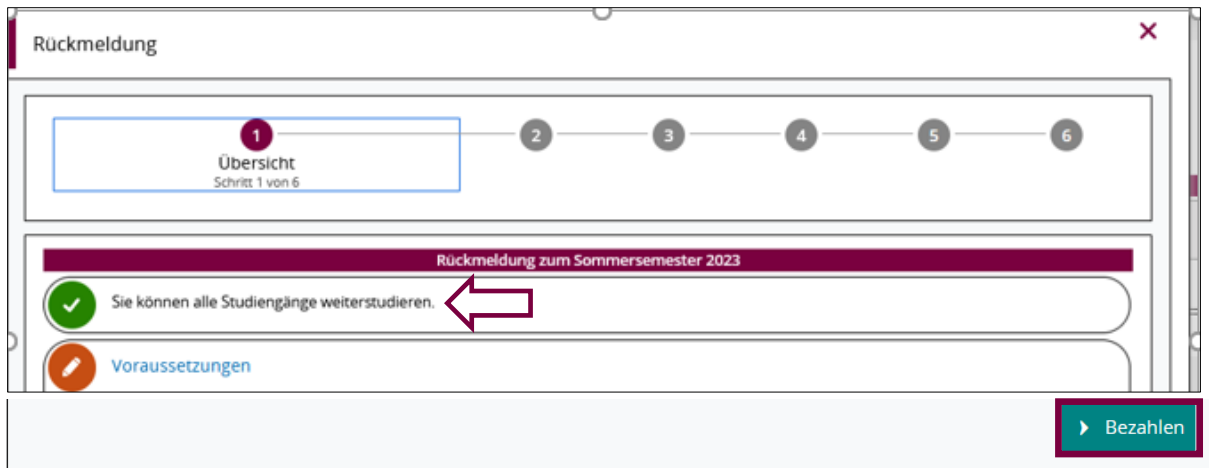 Rückmeldung
1 2 3 4 5 6
Übersicht
Schritt 1 von 6
Rückmeldung zum Sommersemester 2023
Sie können alle Studiengänge weiterstudieren.
Voraussetzungen
Bezahlen